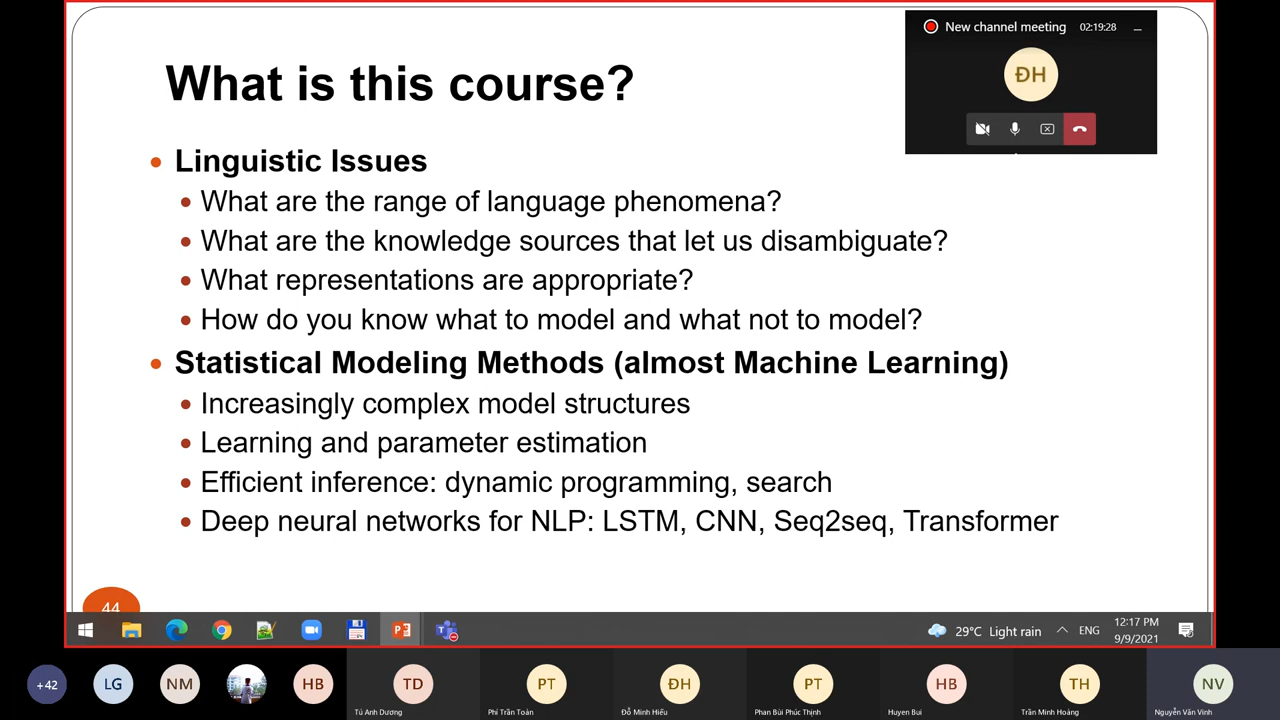 New channel meeting 02:19:28
ĐH
What is this course?
Linguistic Issues
What are the range of language phenomena?
What are the knowledge sources that let us disambiguate?
What representations are appropriate?
How do you know what to model and what not to model?
Statistical Modeling Methods (almost Machine Learning)
Increasingly complex model structures
Learning and parameter estimation
Efficient inference: dynamic programming, search
Deep neural networks for NLP: LSTM, CNN, Seq2seq, Transformer
44
29°C Light rain
ENG
12:17 PM
9/9/2021
+42
LG
NM
HB
TD
PT
ĐH
PT
HB
TH
NV
Tú Anh Dương
Phí Trần Toàn
Đỗ Minh Hiếu
Phan Bùi Phúc Thịnh
Huyen Bui
Trần Minh Hoàng
Nguyễn Văn Vinh